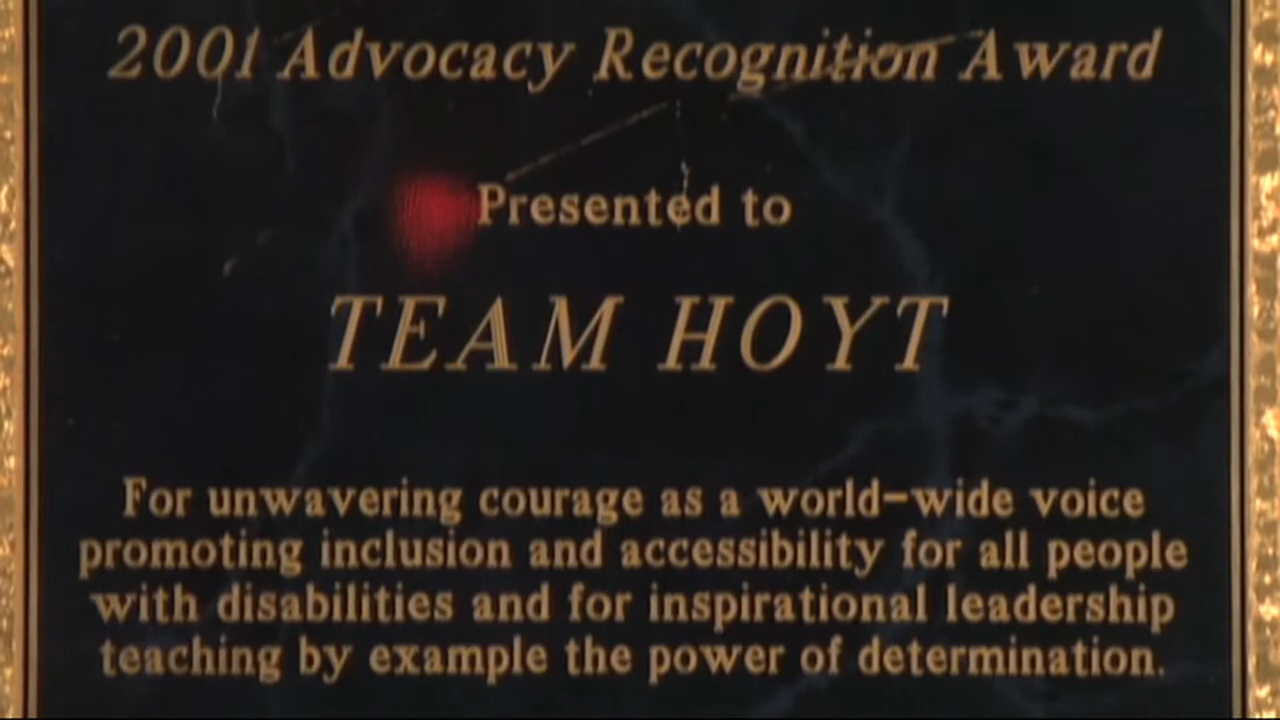 2001 Advocacy Recognition Award
Presented to
TEAM HOYT
For unwavering courage as a world-wide voice
promoting inclusion and accessibility for all people
with disabilities and for inspirational leadership
teaching by example the power of determination.